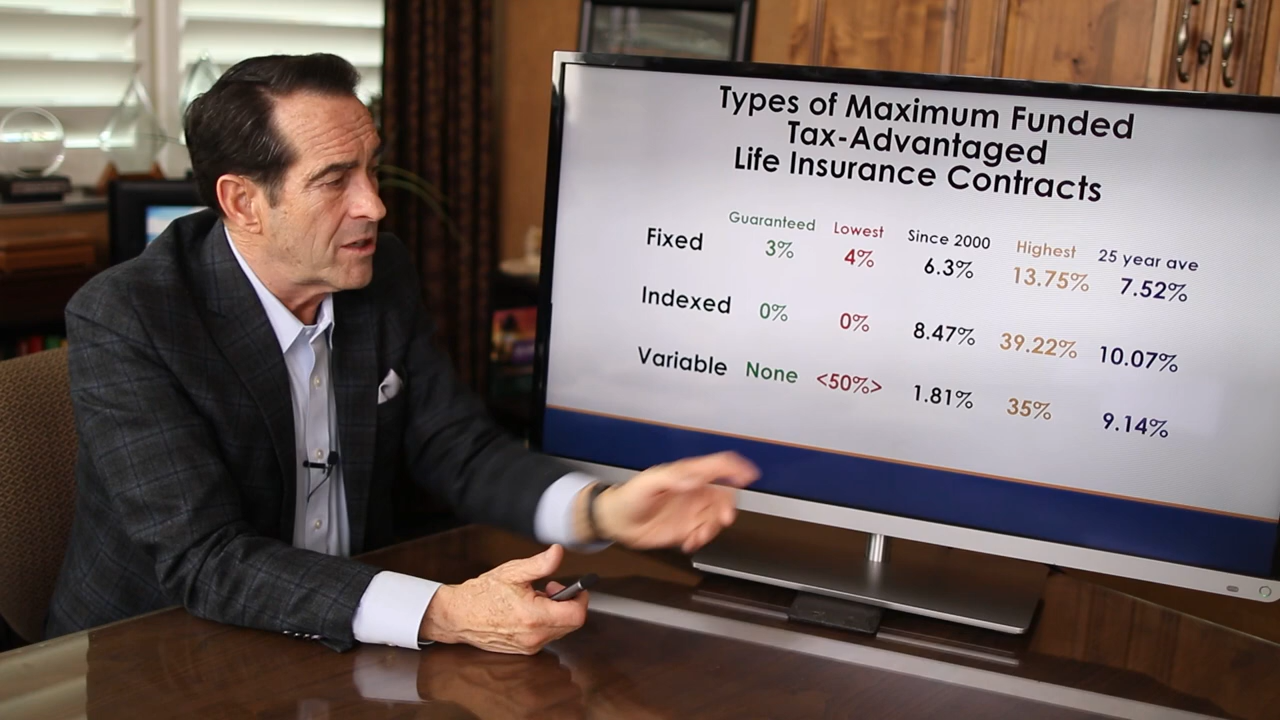 Types of Maximum Funded
Tax-Advantaged
Life Insurance Contracts
Guaranteed Lowest Since 2000 Highest 25 year ave
Fixed 3% 4% 6.3% 13.75% 7.52%
Indexed 0% 0% 8.47% 39.22% 10.07%
Variable None <50%> 1.81% 35% 9.14%